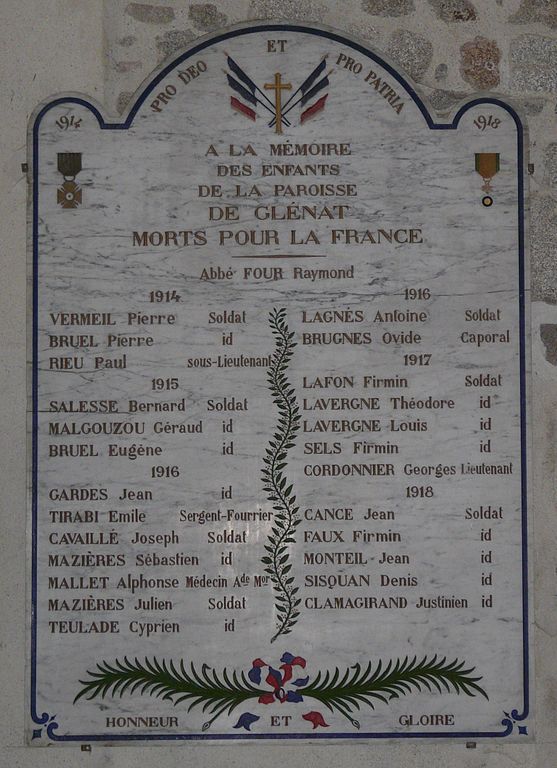 PRO DEO ET PRO PATRIA
1914
1918
A LA MÉMOIRE
DES ENFANTS
DE LA PAROISSE
DE GLÉNAT
MORTS POUR LA FRANCE
Abbé FOUR Raymond
1914
VERMEIL Pierre Soldat
BRUEL Pierre id
RIEU Paul sous-Lieutenant
1915
SALESSE Bernard Soldat
MALGOUZOU Géraud id
BRUEL Eugêne id
1916
GARDES Jean id
TIRABI Emile Sergent-Fourrier
CAVAILLÉ Joseph Soldat
MAZIÈRES Sébastien id
MALLET Alphonse Médecin Ade Mor
MAZIÈRES Julien Soldat
TEULADE Cyprien id
1916
LAGNÉS Antoine Soldat
BRUGNES Ovide Caporal
1917
LAFON Firmin Soldat
LAVERGNE Théodore id
LAVERGNE Louis id
SELS Firmin id
CORDONNIER Georges Lieutenant
1918
CANCE Jean Soldat
FAUX Firmin id
MONTEIL Jean id
SISQUAN Denis id
CLAMAGIRAND Justinien id
HONNEUR ET GLOIRE